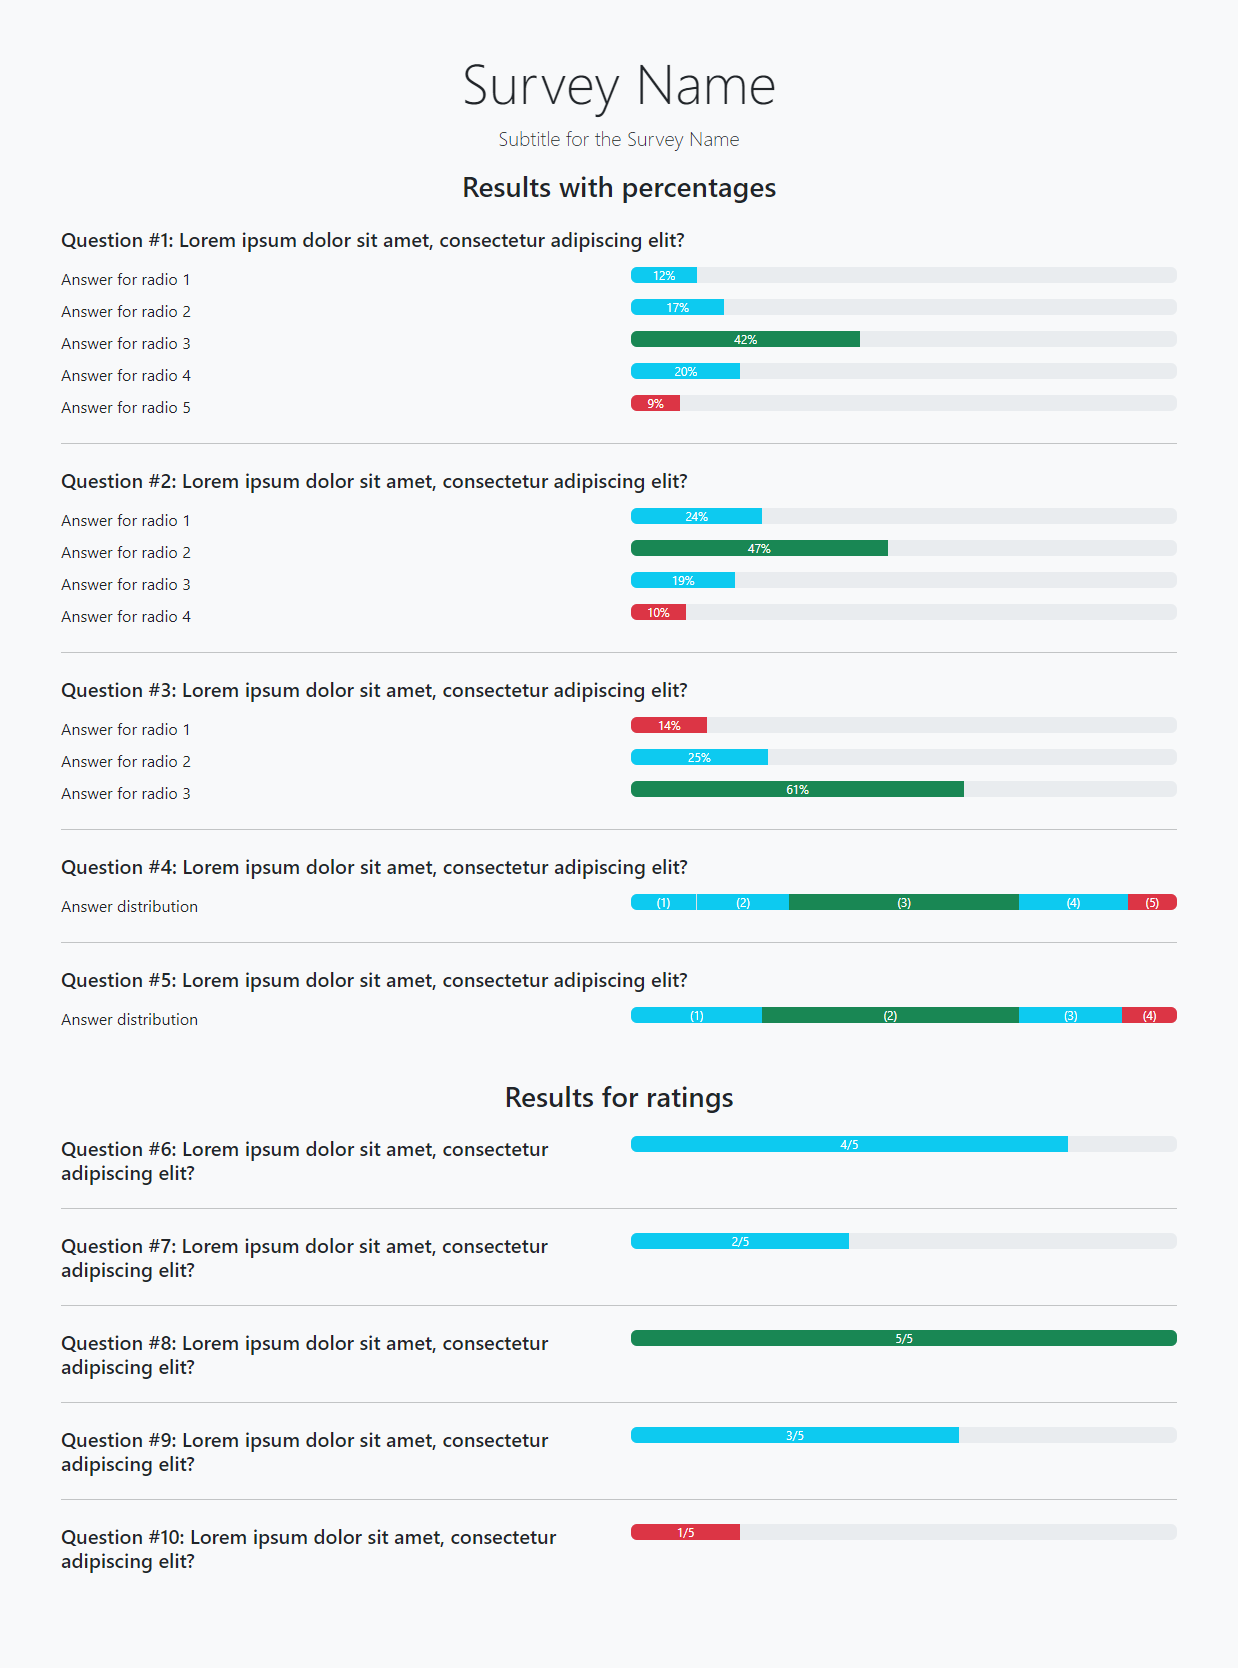 Survey Name
Subtitle for the Survey Name
Results with percentages
Question #1: Lorem ipsum dolor sit amet, consectetur adipiscing elit?
Answer for radio 1 12%
Answer for radio 2 17%
Answer for radio 3 42%
Answer for radio 4 20%
Answer for radio 5 9%
Question #2: Lorem ipsum dolor sit amet, consectetur adipiscing elit?
Answer for radio 1 24%
Answer for radio 2 47%
Answer for radio 3 19%
Answer for radio 4 10%
Question #3: Lorem ipsum dolor sit amet, consectetur adipiscing elit?
Answer for radio 1 14%
Answer for radio 2 25%
Answer for radio 3 61%
Question #4: Lorem ipsum dolor sit amet, consectetur adipiscing elit?
Answer distribution (1) (2) (3) (4) (5)
Question #5: Lorem ipsum dolor sit amet, consectetur adipiscing elit?
Answer distribution (1) (2) (3) (4)
Results for ratings
Question #6: Lorem ipsum dolor sit amet, consectetur
adipiscing elit?
4/5
Question #7: Lorem ipsum dolor sit amet, consectetur
adipiscing elit?
2/5
Question #8: Lorem ipsum dolor sit amet, consectetur
adipiscing elit?
5/5
Question #9: Lorem ipsum dolor sit amet, consectetur
adipiscing elit?
3/5
Question #10: Lorem ipsum dolor sit amet, consectetur
adipiscing elit?
1/5